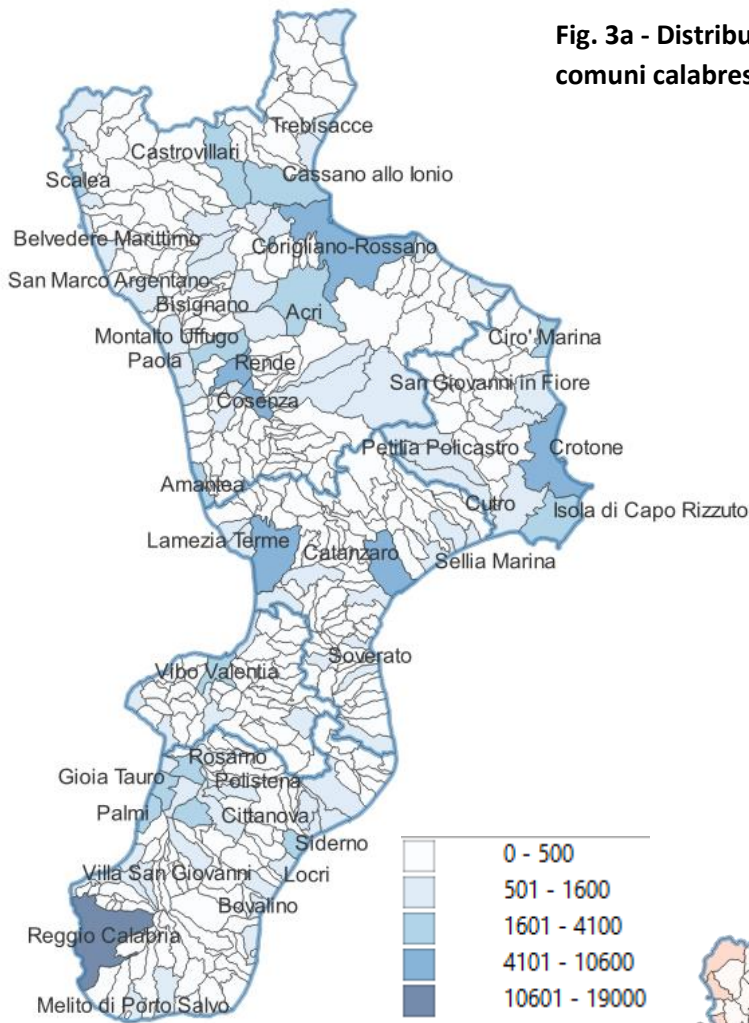 Fig. 3a - Distribu
comuni calabres
Trebisacce
Castrovillari
Cassano allo Ionio
Scalea
Belvedere Marittimo
Corigliano-Rossano
San Marco Argentano
Bisignano
Acri
Montalto Uffugo
Ciro' Marina
Paola
Rende
San Giovanni in Fiore
Cosenza
Petilia Policastro
Crotone
Amantea
Cutro
Isola di Capo Rizzuto
Lamezia Terme
Catanzaro
Sellia Marina
Soverato
Vibo Valentia
Rosarno
Gioia Tauro
Polistena
Palmi
Cittanova
Siderno
Villa San Giovanni
Locri
Bovalino
Reggio Calabria
Melito di Porto Salvo
0 - 500
501 - 1600
1601 - 4100
4101 - 10600
10601 - 19000